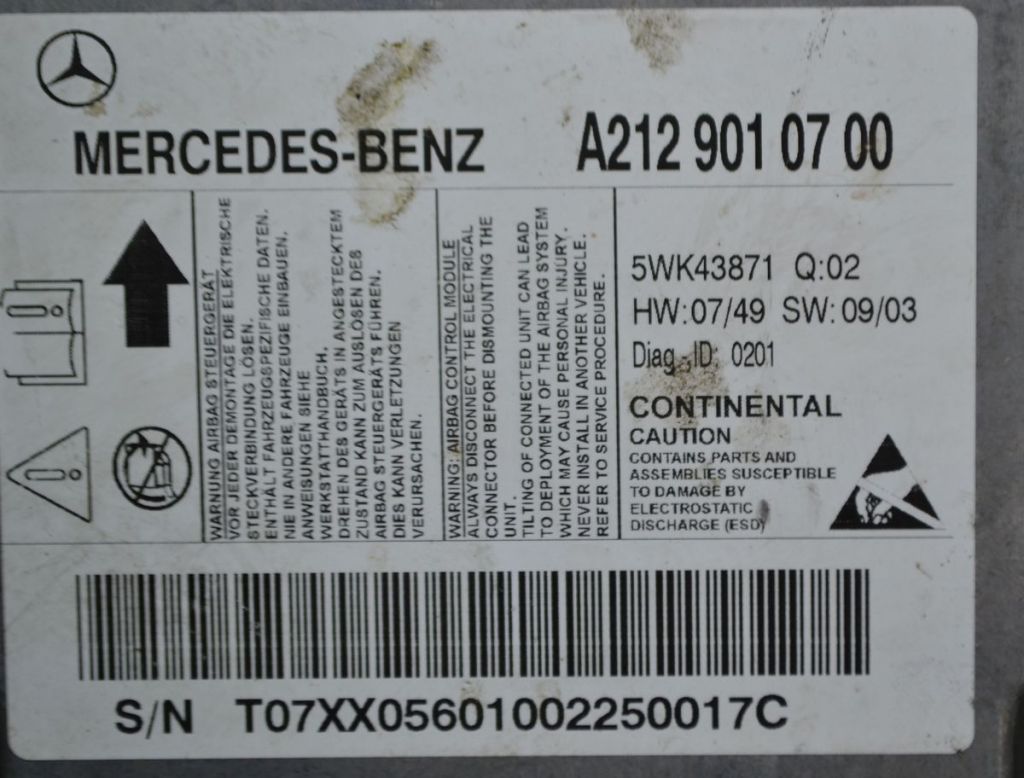 MERCEDES-BENZ
A212 901 07 00
WARNUNG AIRBAG STEUERGERÄT
VOR JEDER DEMONTAGE DIE ELEKTRISCHE
STECKVERBINDUNG LÖSEN.
ENTHÄLT FAHRZEUGSPEZIFISCHE DATEN.
NIE IN ANDERE FAHRZEUGE EINBAUEN.
ANWEISUNGEN SIEHE
WERKSTATTHANDBUCH.
DREHEN DES GERÄTS IN ANGESTECKTEM
ZUSTAND KANN ZUM AUSLÖSEN DES
AIRBAG STEUERGERÄTS FÜHREN.
DIES KANN VERLETZUNGEN
VERURSACHEN.
WARNING: AIRBAG CONTROL MODULE
ALWAYS DISCONNECT THE ELECTRICAL
CONNECTOR BEFORE DISMOUNTING THE
UNIT.
TILTING OF CONNECTED UNIT CAN LEAD
TO DEPLOYMENT OF THE AIRBAG SYSTEM
WHICH MAY CAUSE PERSONAL INJURY.
NEVER INSTALL IN ANOTHER VEHICLE.
REFER TO SERVICE PROCEDURE.
5WK43871 Q:02
HW:07/49 SW:09/03
Diag.-ID: 0201
CONTINENTAL
CAUTION
CONTAINS PARTS AND
ASSEMBLIES SUSCEPTIBLE
TO DAMAGE BY
ELECTROSTATIC
DISCHARGE (ESD)
S/N T07XX05601002250017C